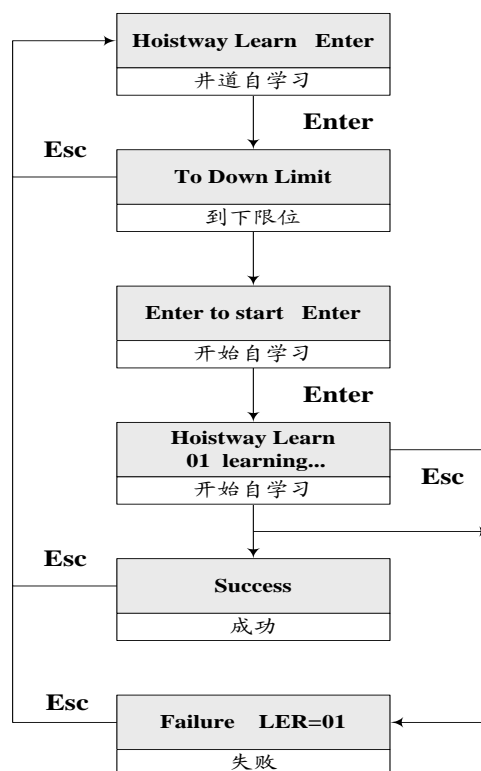 Hoistway Learn Enter
井道自学习
Enter
Esc
To Down Limit
到下限位
Enter to start Enter
开始自学习
Enter
Hoistway Learn
01 learning...
开始自学习
Esc
Esc
Success
成功
Esc
Failure LER=01
失败